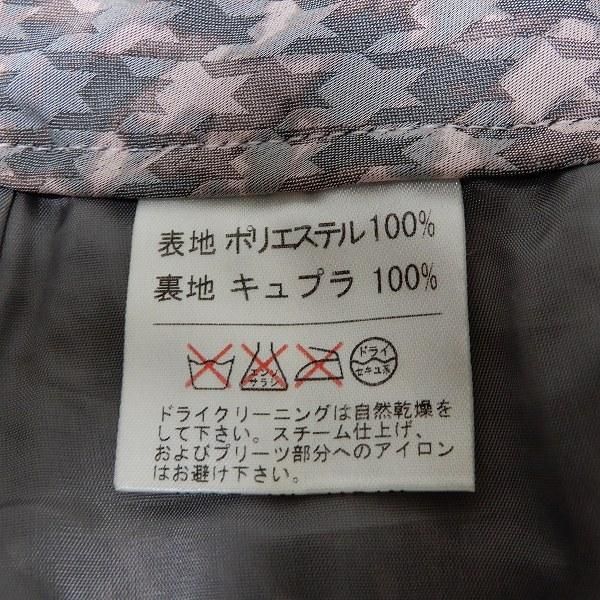 表地 ポリエステル100%
裏地 キュプラ 100%
エンソ サラシ ドライ セキユ系
ドライクリーニングは自然乾燥を
して下さい。スチーム仕上げ、
およびプリーツ部分へのアイロン
はお避け下さい。